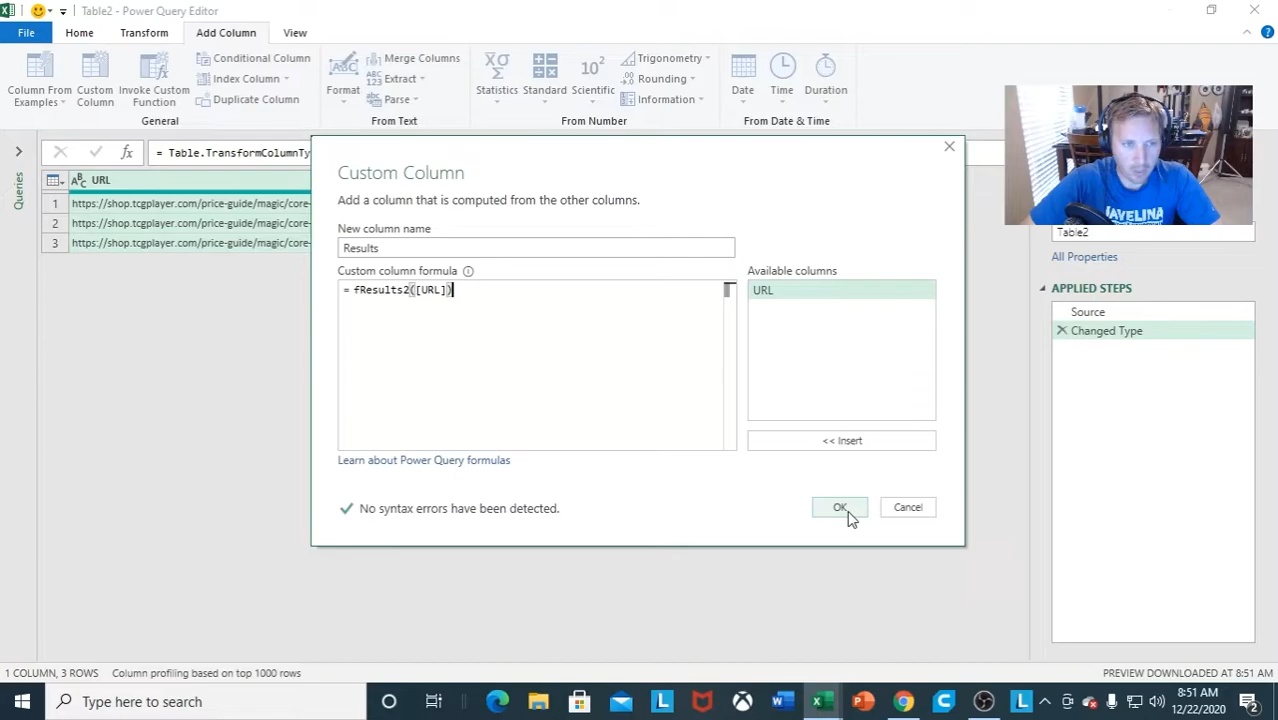 Table2 - Power Query Editor
File
Home
Transform
Add Column
View
Column From Examples
Custom Column
Invoke Custom Function
Conditional Column
Index Column
Duplicate Column
General
Format
Merge Columns
Extract
Parse
From Text
Statistics
Standard
Scientific
Trigonometry
Rounding
Information
From Number
Date
Time
Duration
From Date & Time
Queries
= Table.TransformColumnTy
URL
1 https://shop.tcgplayer.com/price-guide/magic/core-
2 https://shop.tcgplayer.com/price-guide/magic/core-
3 https://shop.tcgplayer.com/price-guide/magic/core-
Custom Column
Add a column that is computed from the other columns.
New column name
Results
Custom column formula
= fResults2([URL])
Available columns
URL
<< Insert
Learn about Power Query formulas
No syntax errors have been detected.
OK
Cancel
JAVELINA
Table2
All Properties
APPLIED STEPS
Source
Changed Type
1 COLUMN, 3 ROWS
Column profiling based on top 1000 rows
PREVIEW DOWNLOADED AT 8:51 AM
Type here to search
8:51 AM
12/22/2020
2